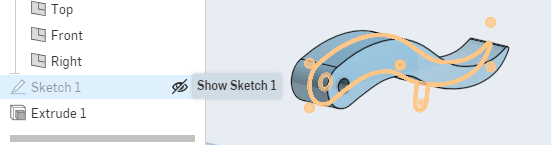 Top
Front
Right
Sketch 1 Show Sketch 1
Extrude 1